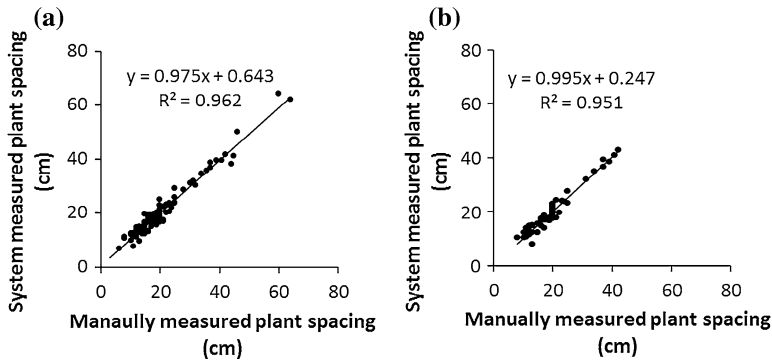 (a)
System measured plant spacing
(cm)
80
60
40
20
0
y = 0.975x + 0.643
R² = 0.962
0 20 40 60 80
Manaully measured plant spacing
(cm)
(b)
System measured plant spacing
(cm)
80
60
40
20
0
y = 0.995x + 0.247
R² = 0.951
0 20 40 60 80
Manually measured plant spacing
(cm)